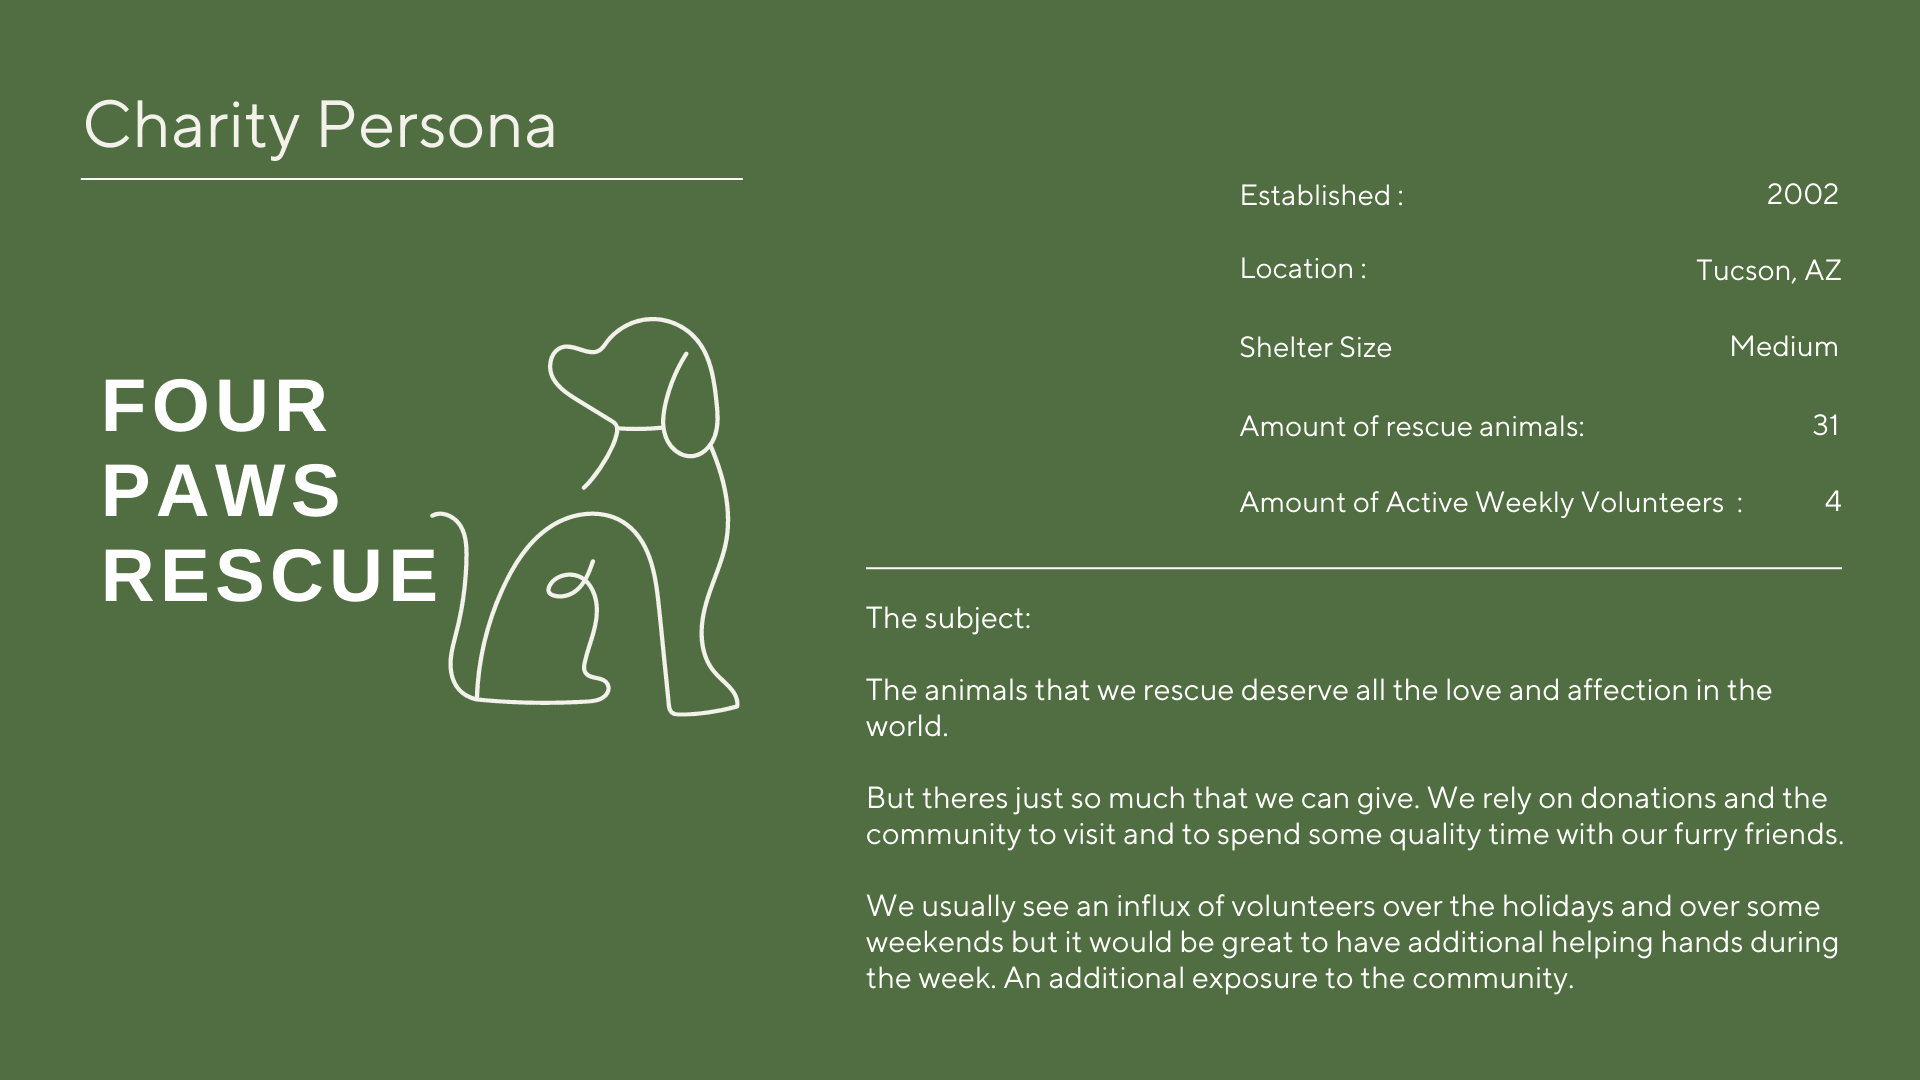 Charity Persona
FOUR
PAWS
RESCUE
Established : 2002
Location : Tucson, AZ
Shelter Size Medium
Amount of rescue animals: 31
Amount of Active Weekly Volunteers : 4
The subject:
The animals that we rescue deserve all the love and affection in the
world.
But theres just so much that we can give. We rely on donations and the
community to visit and to spend some quality time with our furry friends.
We usually see an influx of volunteers over the holidays and over some
weekends but it would be great to have additional helping hands during
the week. An additional exposure to the community.